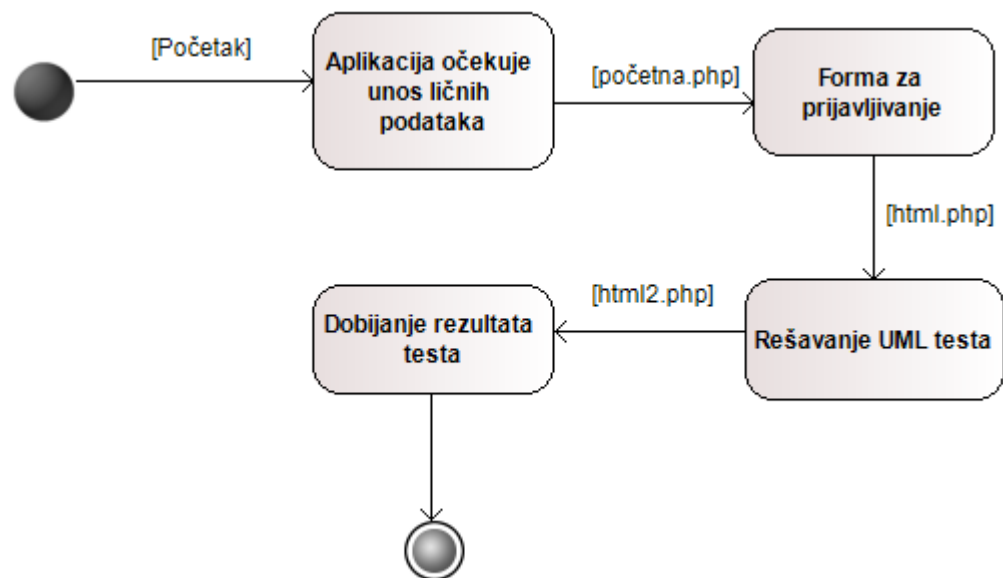 [Početak]
Aplikacija očekuje
unos ličnih
podataka
[početna.php]
Forma za
prijavljivanje
[html.php]
Rešavanje UML testa
[html2.php]
Dobijanje rezultata
testa